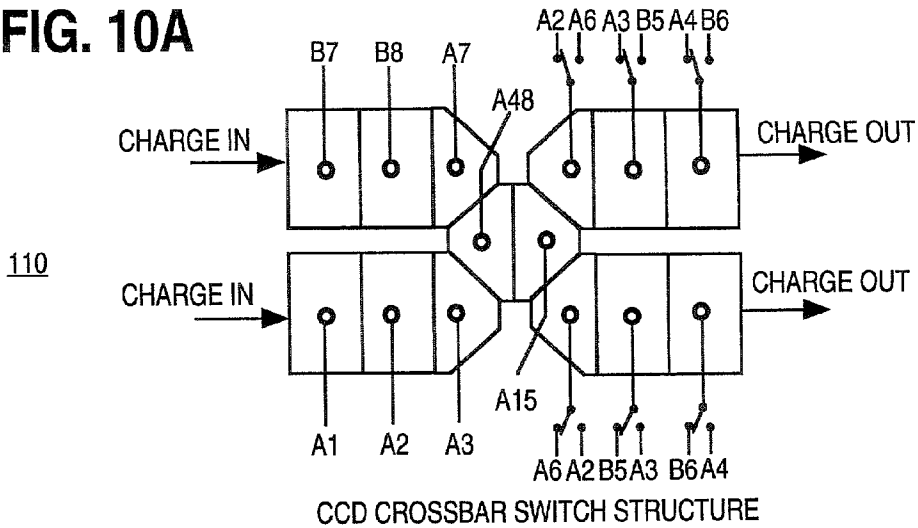 FIG. 10A
A2 A6 A3 B5 A4 B6
B7 B8 A7
A48
CHARGE IN
CHARGE OUT
110
CHARGE IN
CHARGE OUT
A15
A1 A2 A3
A6 A2 B5 A3 B6 A4
CCD CROSSBAR SWITCH STRUCTURE